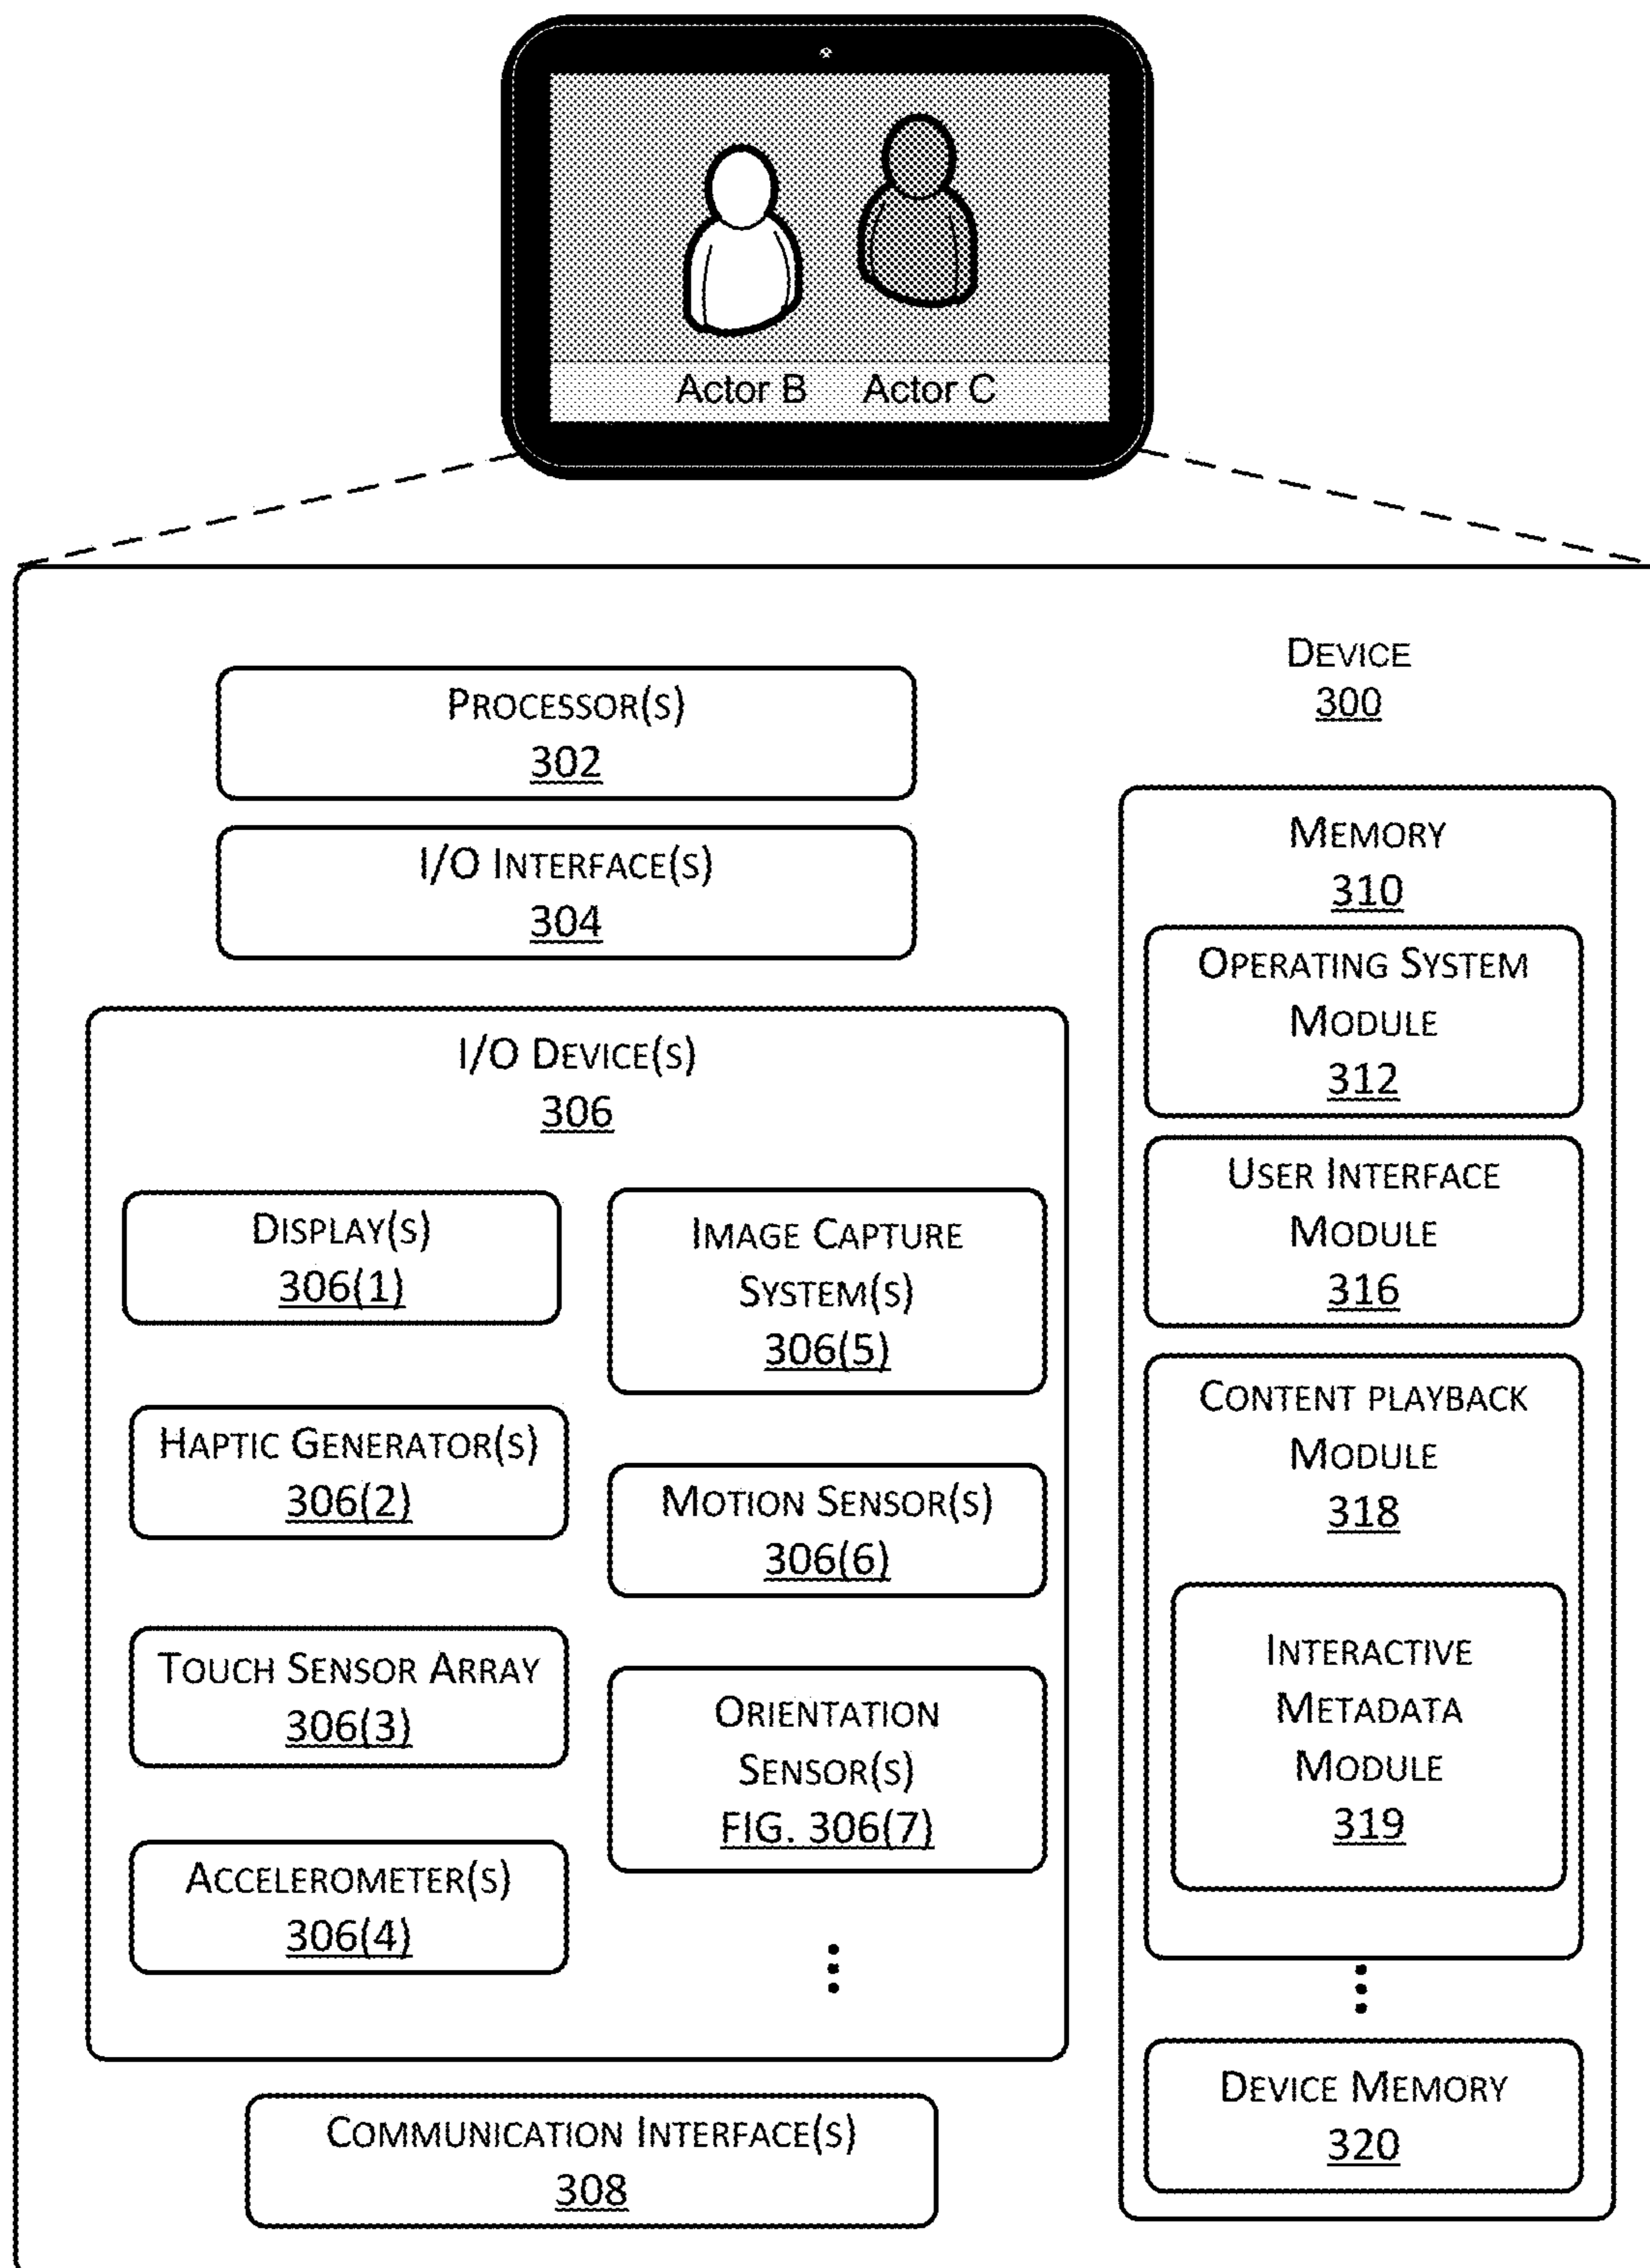 Actor B Actor C
DEVICE
300
PROCESSOR(S)
302
I/O INTERFACE(S)
304
I/O DEVICE(S)
306
DISPLAY(S)
306(1)
HAPTIC GENERATOR(S)
306(2)
TOUCH SENSOR ARRAY
306(3)
ACCELEROMETER(S)
306(4)
IMAGE CAPTURE
SYSTEM(S)
306(5)
MOTION SENSOR(S)
306(6)
ORIENTATION
SENSOR(S)
FIG. 306(7)
COMMUNICATION INTERFACE(S)
308
MEMORY
310
OPERATING SYSTEM
MODULE
312
USER INTERFACE
MODULE
316
CONTENT PLAYBACK
MODULE
318
INTERACTIVE
METADATA
MODULE
319
DEVICE MEMORY
320